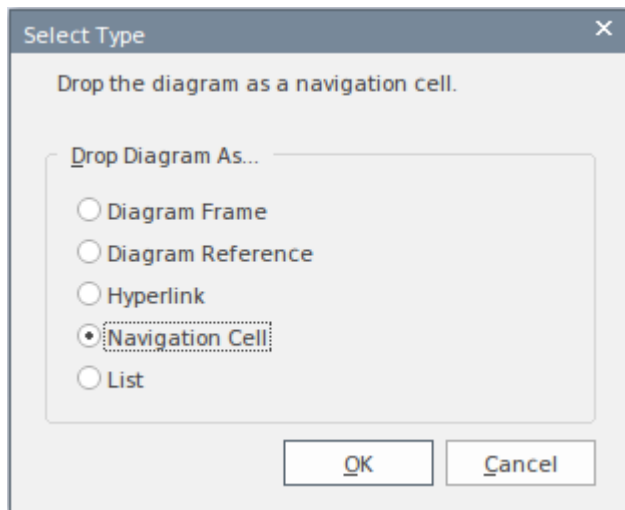 Select Type
Drop the diagram as a navigation cell.
Drop Diagram As...
Diagram Frame
Diagram Reference
Hyperlink
Navigation Cell
List
OK
Cancel